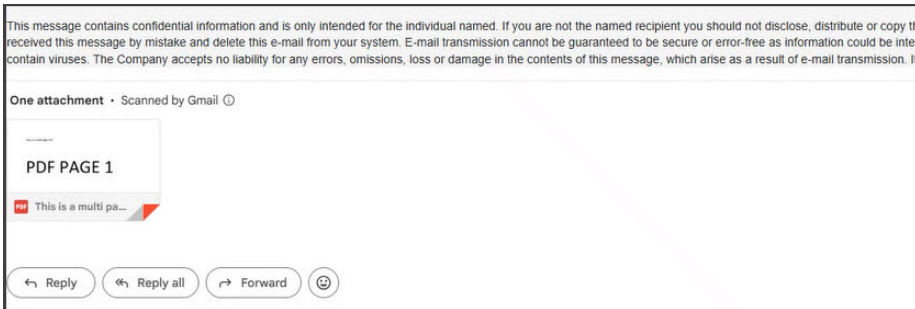 This message contains confidential information and is only intended for the individual named. If you are not the named recipient you should not disclose, distribute or copy
received this message by mistake and delete this e-mail from your system. E-mail transmission cannot be guaranteed to be secure or error-free as information could be
contain viruses. The Company accepts no liability for any errors, omissions, loss or damage in the contents of this message, which arise as a result of e-mail transmission.
One attachment • Scanned by Gmail
PDF PAGE 1
PDF This is a multi pa...
Reply Reply all Forward